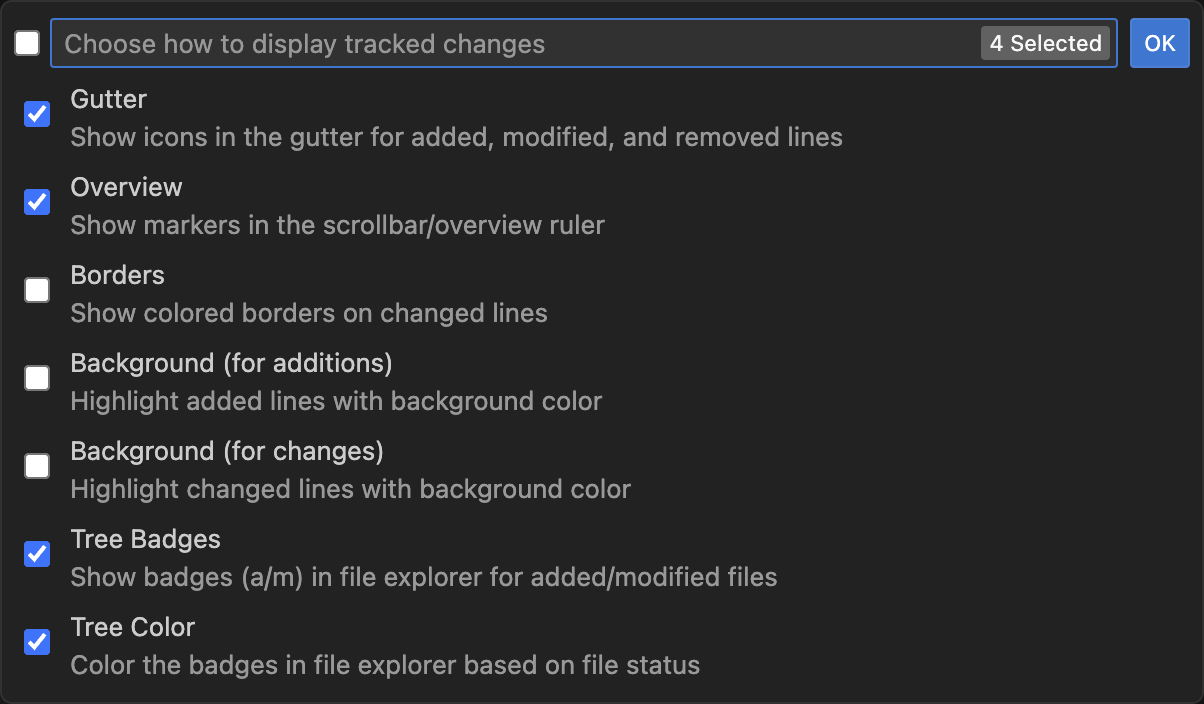 Choose how to display tracked changes
4 Selected
OK
Gutter
Show icons in the gutter for added, modified, and removed lines
Overview
Show markers in the scrollbar/overview ruler
Borders
Show colored borders on changed lines
Background (for additions)
Highlight added lines with background color
Background (for changes)
Highlight changed lines with background color
Tree Badges
Show badges (a/m) in file explorer for added/modified files
Tree Color
Color the badges in file explorer based on file status